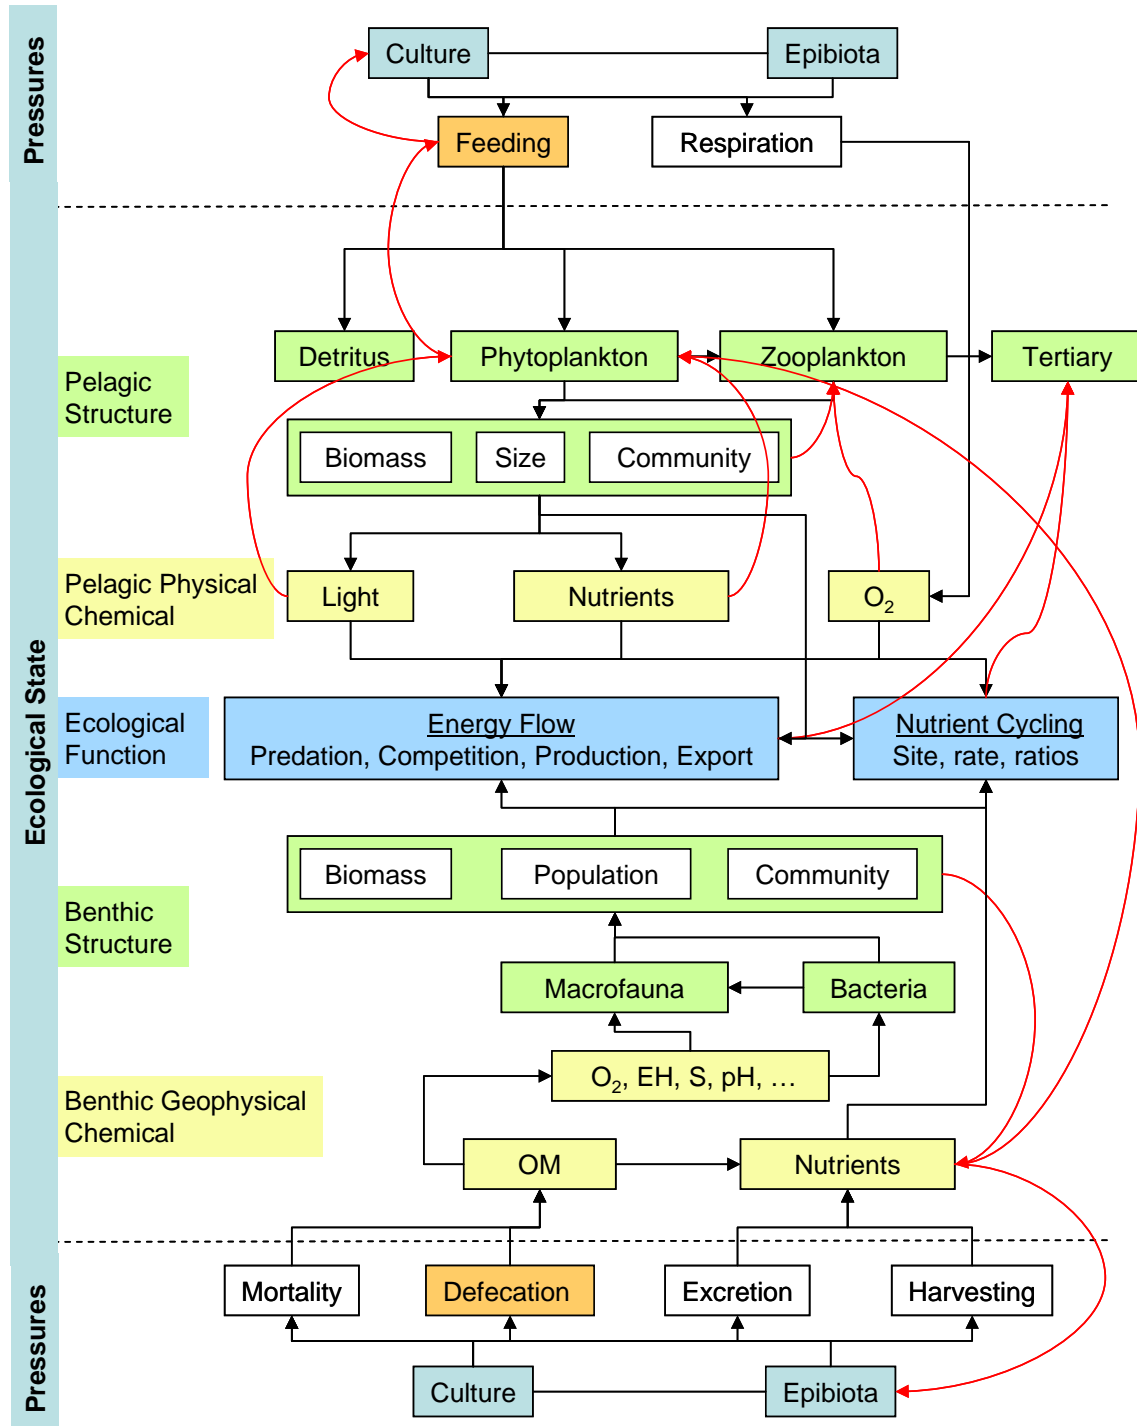 Pressures
Culture
Epibiota
Feeding
Respiration
Ecological State
Pelagic
Structure
Detritus
Phytoplankton
Zooplankton
Tertiary
Biomass
Size
Community
Pelagic Physical
Chemical
Light
Nutrients
O₂
Ecological
Function
Energy Flow
Predation, Competition, Production, Export
Nutrient Cycling
Site, rate, ratios
Benthic
Structure
Biomass
Population
Community
Macrofauna
Bacteria
Benthic Geophysical
Chemical
O₂, EH, S, pH, ...
OM
Nutrients
Pressures
Mortality
Defecation
Excretion
Harvesting
Culture
Epibiota